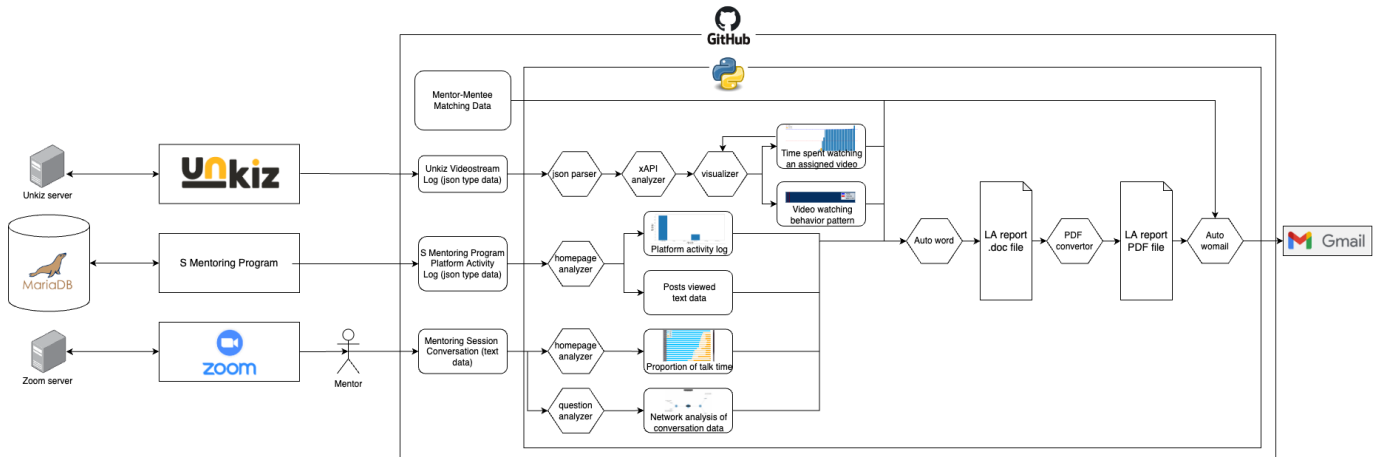 GitHub
Mentor-Mentee
Matching Data
Unkiz server
unkiz
Unkiz Videostream
Log (json type data)
json parser
xAPI
analyzer
visualizer
Time spent watching
an assigned video
Video watching
behavior pattern
MariaDB
S Mentoring Program
S Mentoring Program
Platform Activity
Log (json type data)
homepage
analyzer
Platform activity log
Posts viewed
text data
Auto word
LA report
.doc file
PDF
convertor
LA report
PDF file
Auto
womail
Gmail
Zoom server
zoom
Mentor
Mentoring Session
Conversation (text
data)
homepage
analyzer
Proportion of talk time
question
analyzer
Network analysis of
conversation data